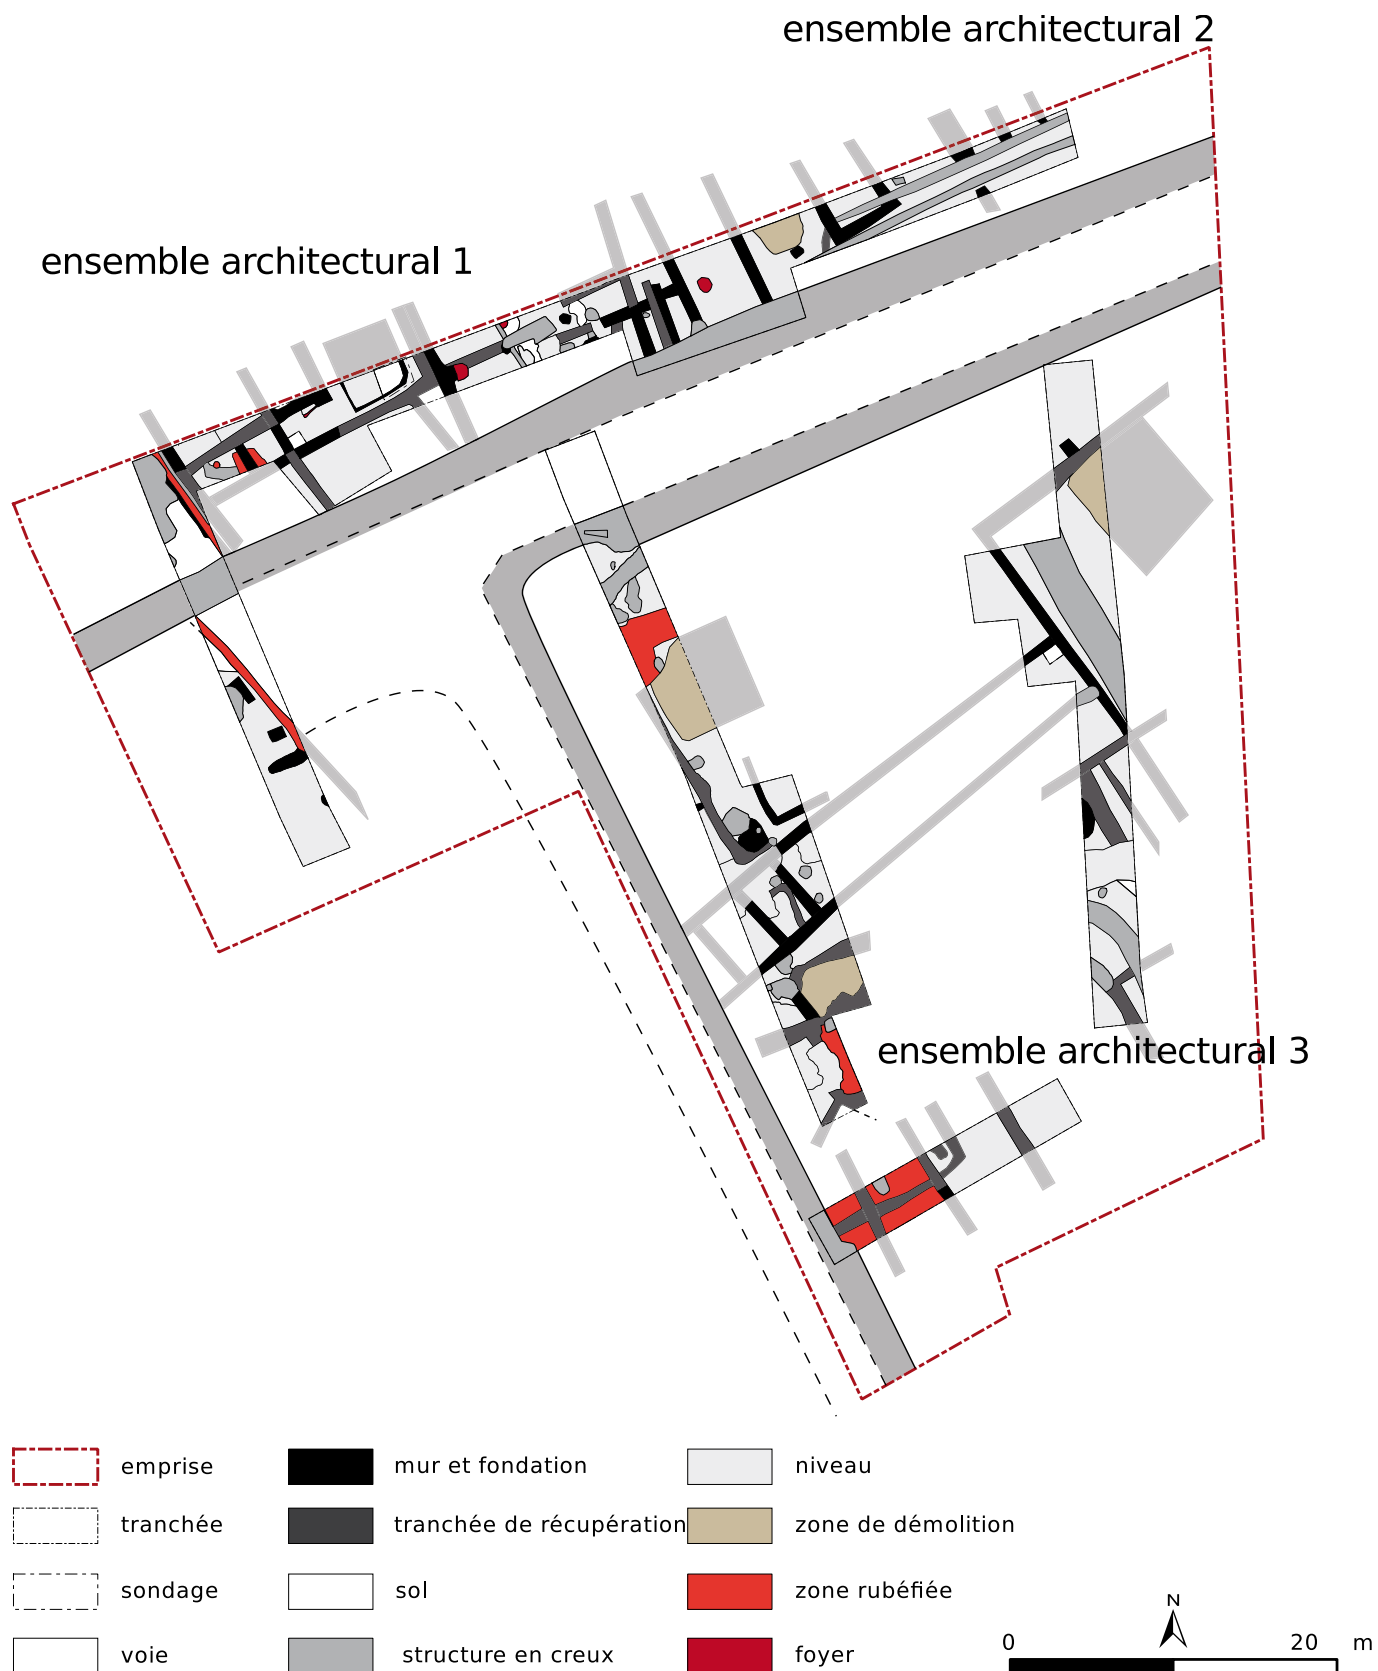 ensemble architectural 2
ensemble architectural 1
ensemble architectural 3
emprise
mur et fondation
niveau
tranchée
tranchée de récupération
zone de démolition
sondage
sol
zone rubéfiée
voie
structure en creux
foyer
N
0 20 m